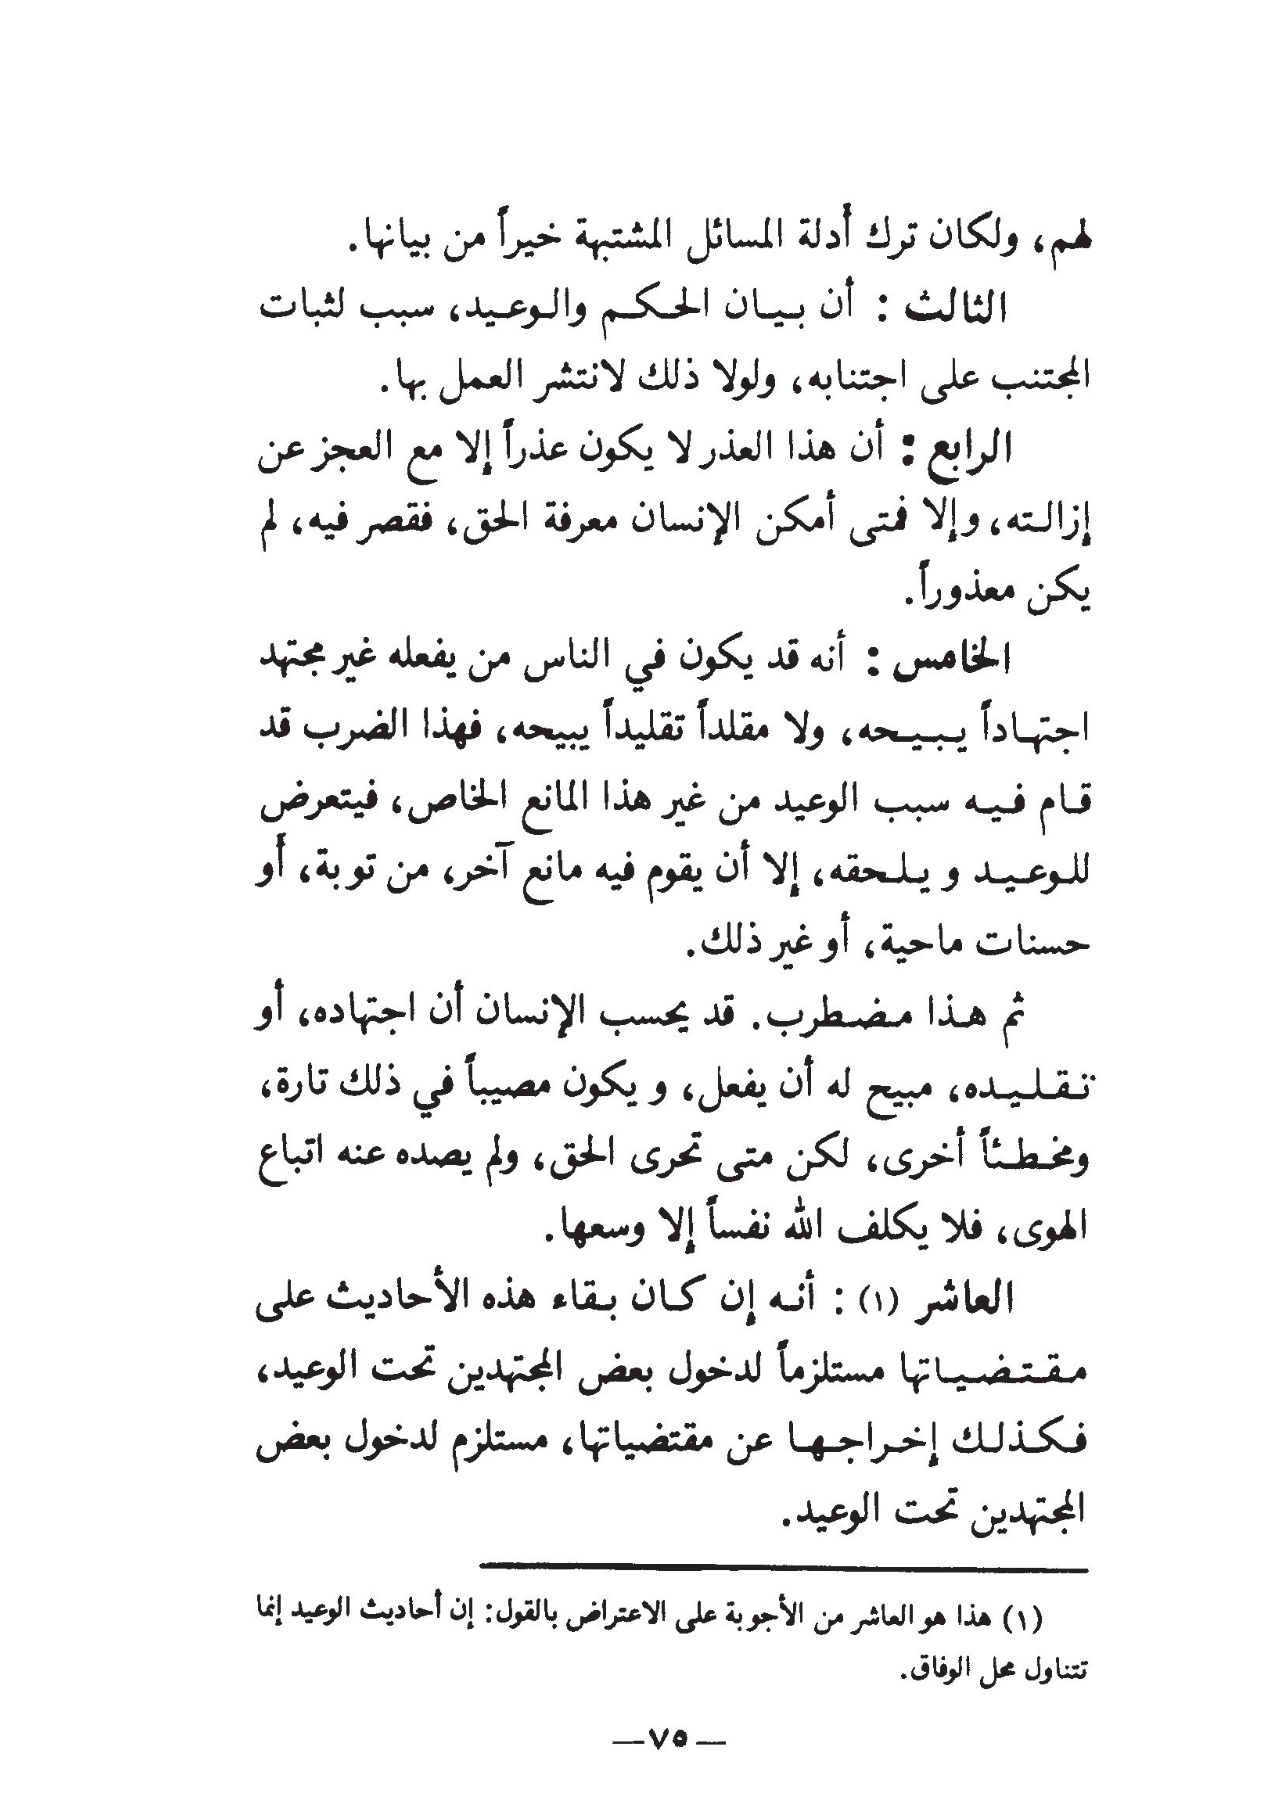 لهم، ولكان ترك أدلة المسائل المشتبهة خيراً من بيانها.
الثالث : أن بيان الحكم والوعيد، سبب لثبات
المجتنب على اجتنابه، ولولا ذلك لانتشر العمل بها.
الرابع : أن هذا العذر لا يكون عذراً إلا مع العجز عن
إزالته، وإلا فمتى أمكن الإنسان معرفة الحق، فقصر فيه، لم
يكن معذوراً.
الخامس : أنه قد يكون في الناس من يفعله غير مجتهد
اجتهاداً يبيحه، ولا مقلداً تقليداً يبيحه، فهذا الضرب قد
قام فيه سبب الوعيد من غير هذا المانع الخاص، فيتعرض
للوعيد ويلحقه، إلا أن يقوم فيه مانع آخر، من توبة، أو
حسنات ماحية، أو غير ذلك.
ثم هذا مضطرب. قد يحسب الإنسان أن اجتهاده، أو
تقليده، مبيح له أن يفعل، ويكون مصيباً في ذلك تارة،
ومخطئاً أخرى، لكن متى تحرى الحق، ولم يصده عنه اتباع
الهوى، فلا يكلف الله نفساً إلا وسعها.
العاشر (١) : أنه إن كان بقاء هذه الأحاديث على
مقتضياتها مستلزماً لدخول بعض المجتهدين تحت الوعيد،
فكذلك إخراجها عن مقتضياتها، مستلزم لدخول بعض
المجتهدين تحت الوعيد.
(١) هذا هو العاشر من الأجوبة على الاعتراض بالقول: إن أحاديث الوعيد إنما
تتناول محل الوفاق.
— ٧٥ —